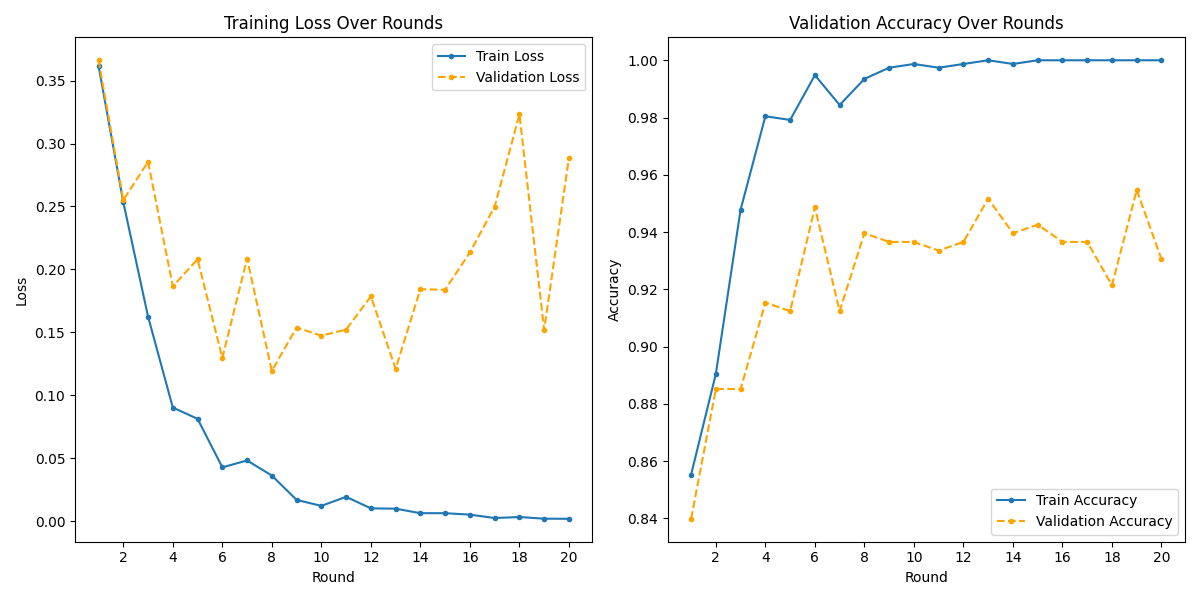 Training Loss Over Rounds
Train Loss
Validation Loss
0.35
0.30
0.25
0.20
0.15
0.10
0.05
0.00
Loss
2 4 6 8 10 12 14 16 18 20
Round
Validation Accuracy Over Rounds
1.00
0.98
0.96
0.94
0.92
0.90
0.88
0.86
0.84
Accuracy
Train Accuracy
Validation Accuracy
2 4 6 8 10 12 14 16 18 20
Round